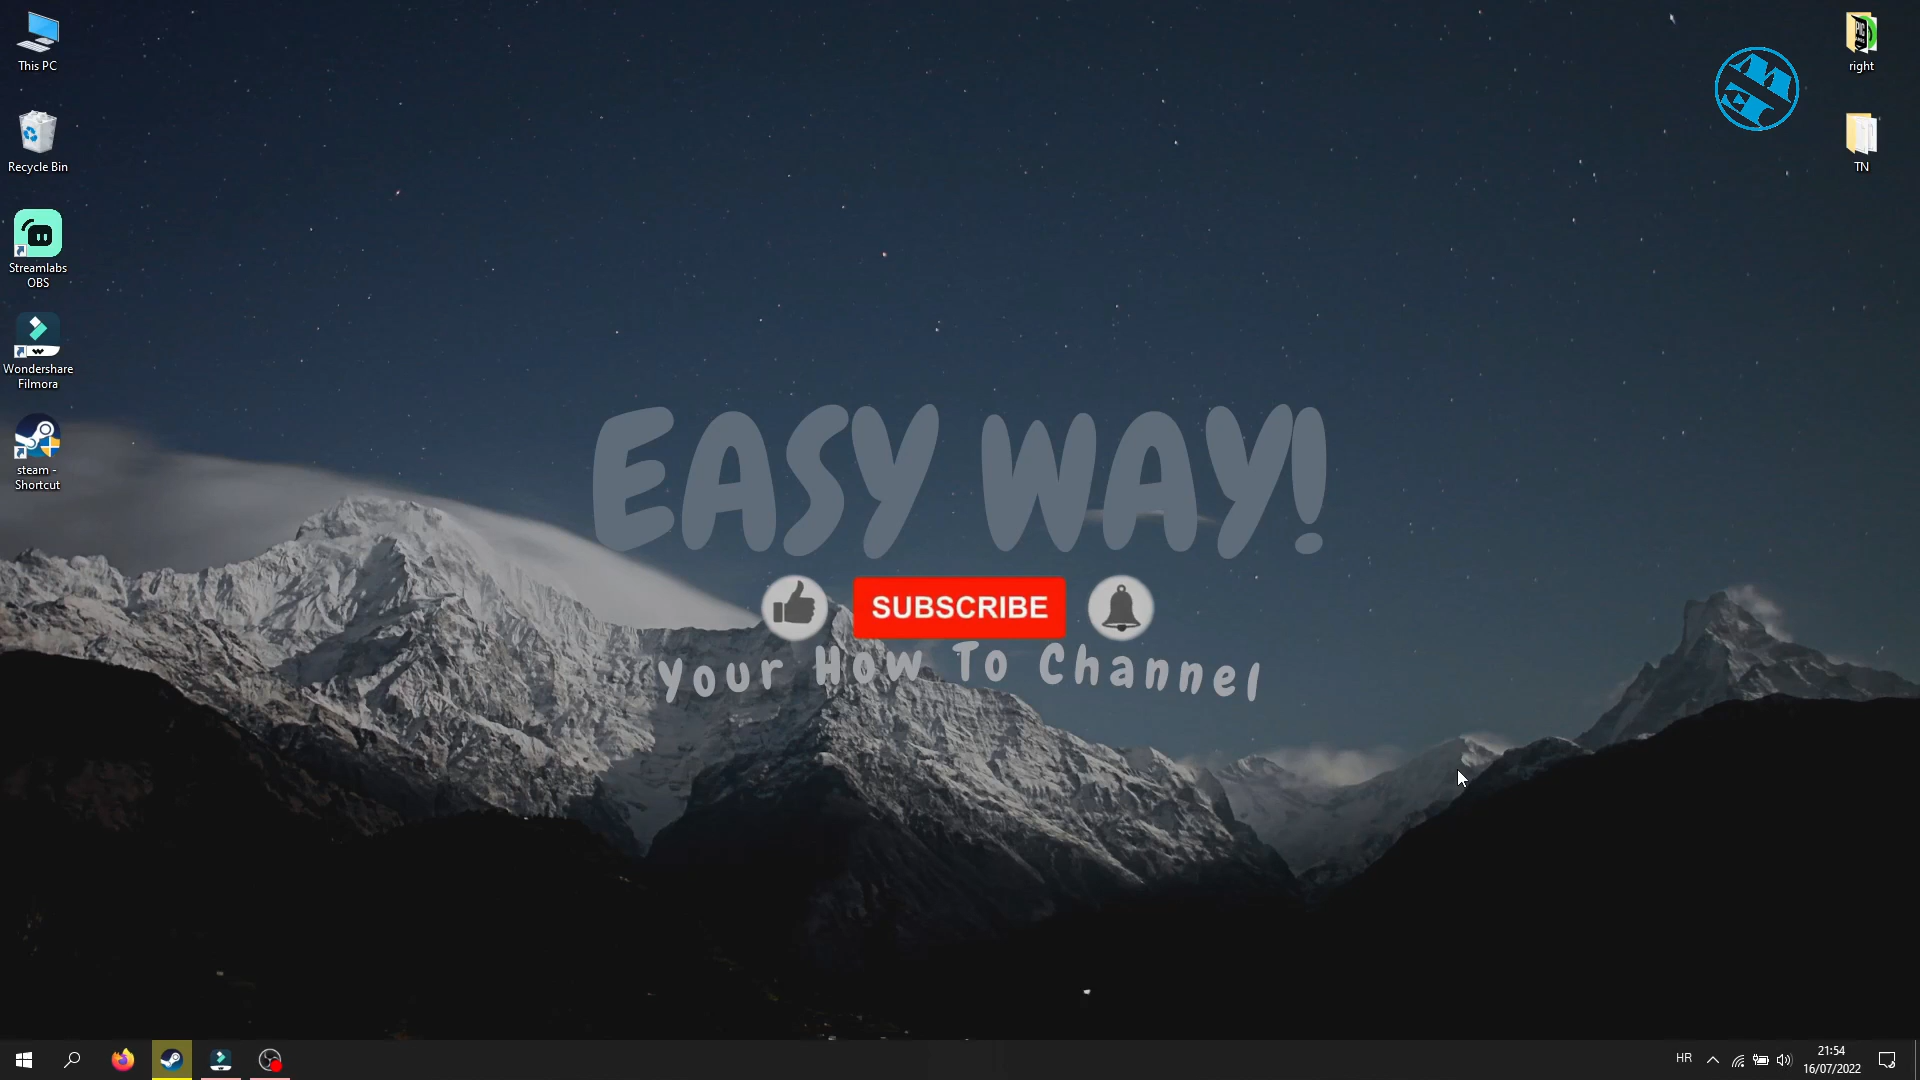 This PC
Recycle Bin
Streamlabs
OBS
Wondershare
Filmora
steam -
Shortcut
right
TN
EASY WAY!
SUBSCRIBE
Your How To Channel
HR
21:54
16/07/2022